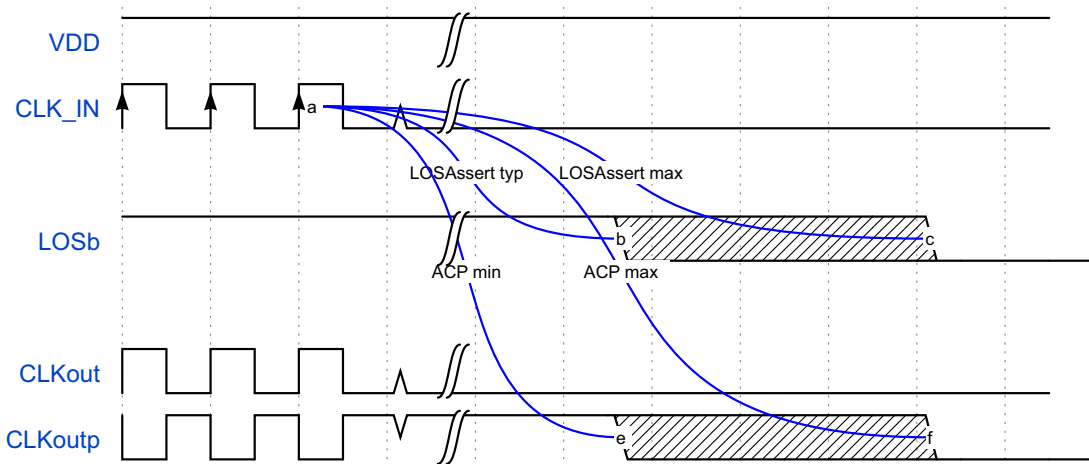 VDD
CLK_IN
a
LOSAssert typ
LOSAssert max
LOSb
b
c
ACP min
ACP max
CLKout
CLKoutp
e
f